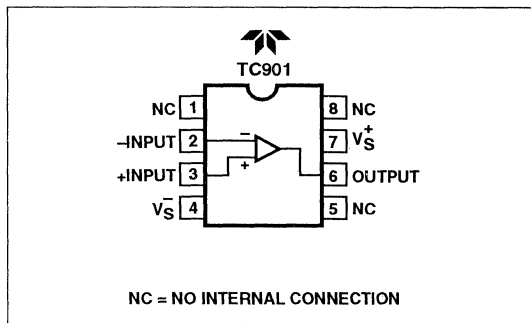 TC901
NC 1 8 NC
–INPUT 2 – 7 V+S
+INPUT 3 + 6 OUTPUT
V–S 4 5 NC
NC = NO INTERNAL CONNECTION